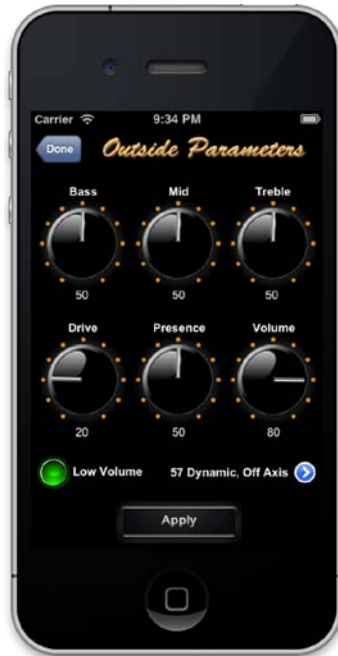 Carrier 9:34 PM
Done Outside Parameters
Bass Mid Treble
50 50 50
Drive Presence Volume
20 50 80
Low Volume 57 Dynamic, Off Axis
Apply